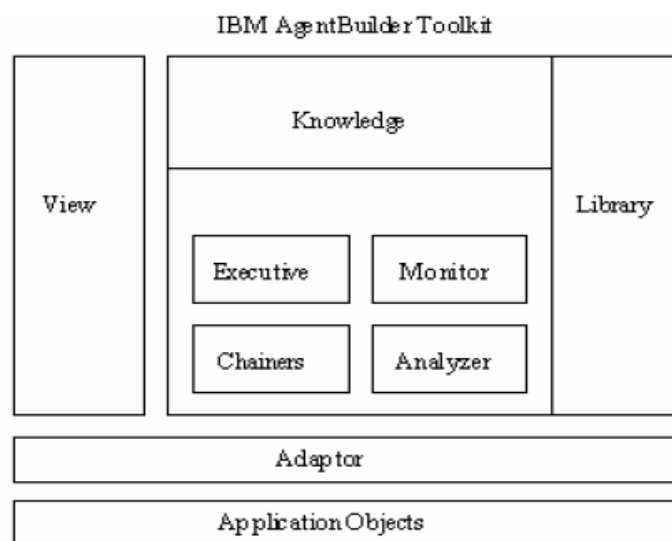 IBM AgentBuilder Toolkit
Knowledge
View
Library
Executive
Monitor
Chainers
Analyzer
Adaptor
Application Objects